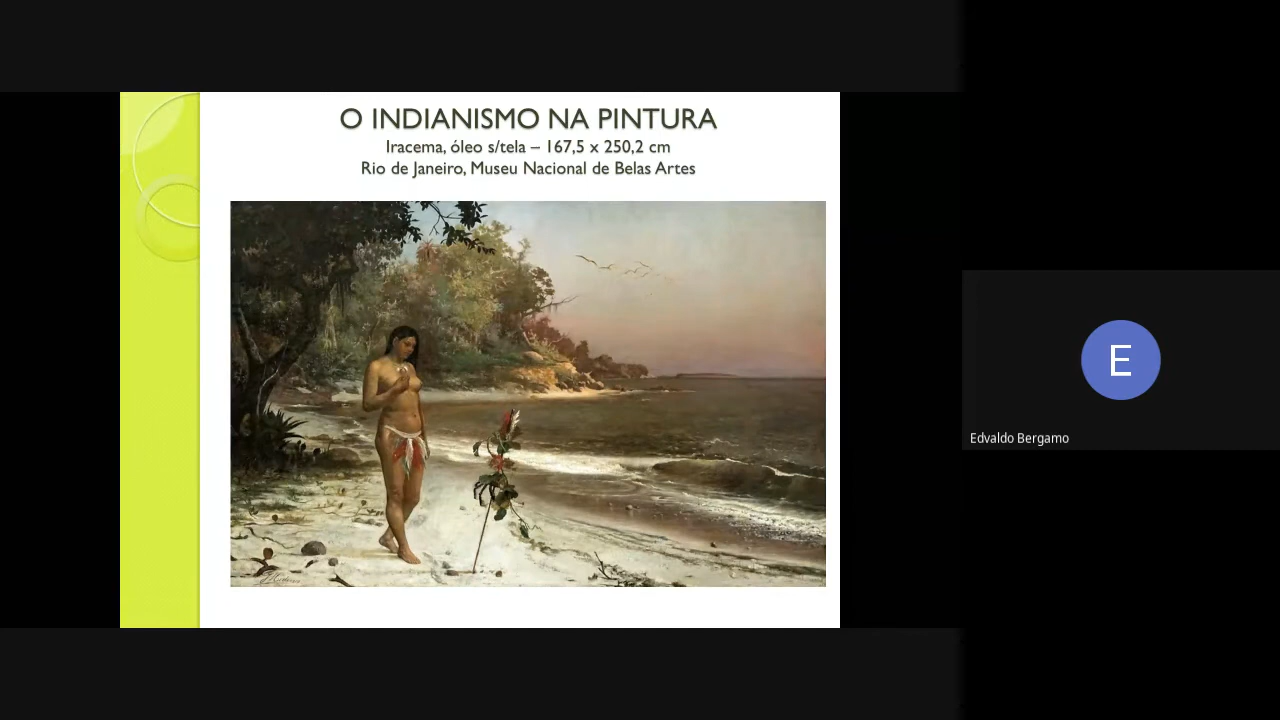 O INDIANISMO NA PINTURA
Iracema, óleo s/tela – 167,5 x 250,2 cm
Rio de Janeiro, Museu Nacional de Belas Artes
E
Edvaldo Bergamo